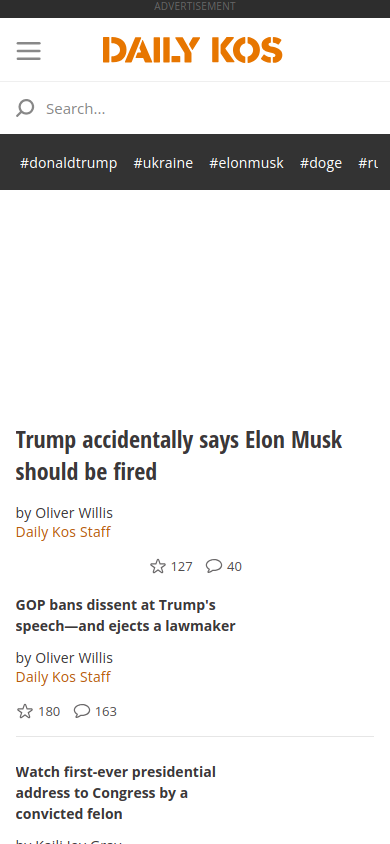 ADVERTISEMENT
DAILY KOS
Search...
#donaldtrump #ukraine #elonmusk #doge #ru
Trump accidentally says Elon Musk
should be fired
by Oliver Willis
Daily Kos Staff
127 40
GOP bans dissent at Trump's
speech—and ejects a lawmaker
by Oliver Willis
Daily Kos Staff
180 163
Watch first-ever presidential
address to Congress by a
convicted felon